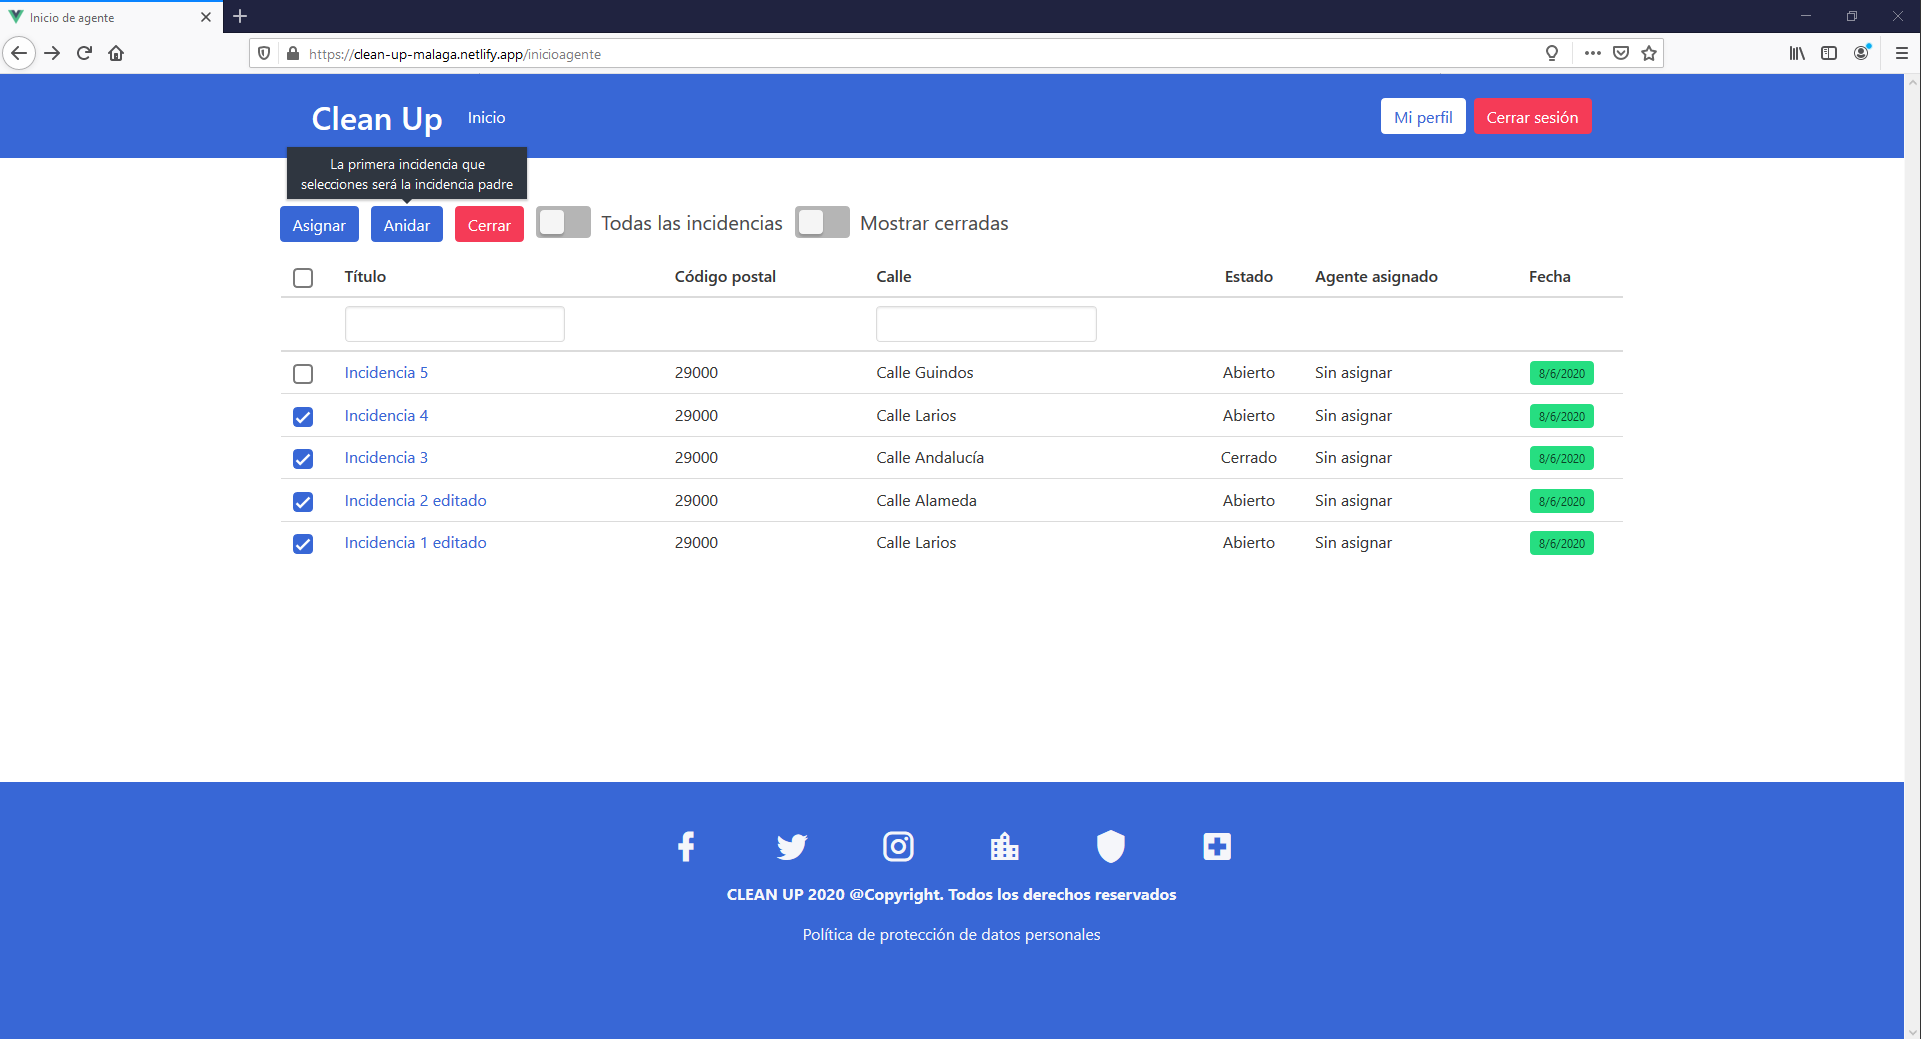 Inicio de agente
https://clean-up-malaga.netlify.app/inicioagente
Clean Up
Inicio
Mi perfil
Cerrar sesión
La primera incidencia que
selecciones será la incidencia padre
Asignar
Anidar
Cerrar
Todas las incidencias
Mostrar cerradas
Título Código postal Calle Estado Agente asignado Fecha
Incidencia 5 29000 Calle Guindos Abierto Sin asignar 8/6/2020
Incidencia 4 29000 Calle Larios Abierto Sin asignar 8/6/2020
Incidencia 3 29000 Calle Andalucía Cerrado Sin asignar 8/6/2020
Incidencia 2 editado 29000 Calle Alameda Abierto Sin asignar 8/6/2020
Incidencia 1 editado 29000 Calle Larios Abierto Sin asignar 8/6/2020
CLEAN UP 2020 @Copyright. Todos los derechos reservados
Política de protección de datos personales